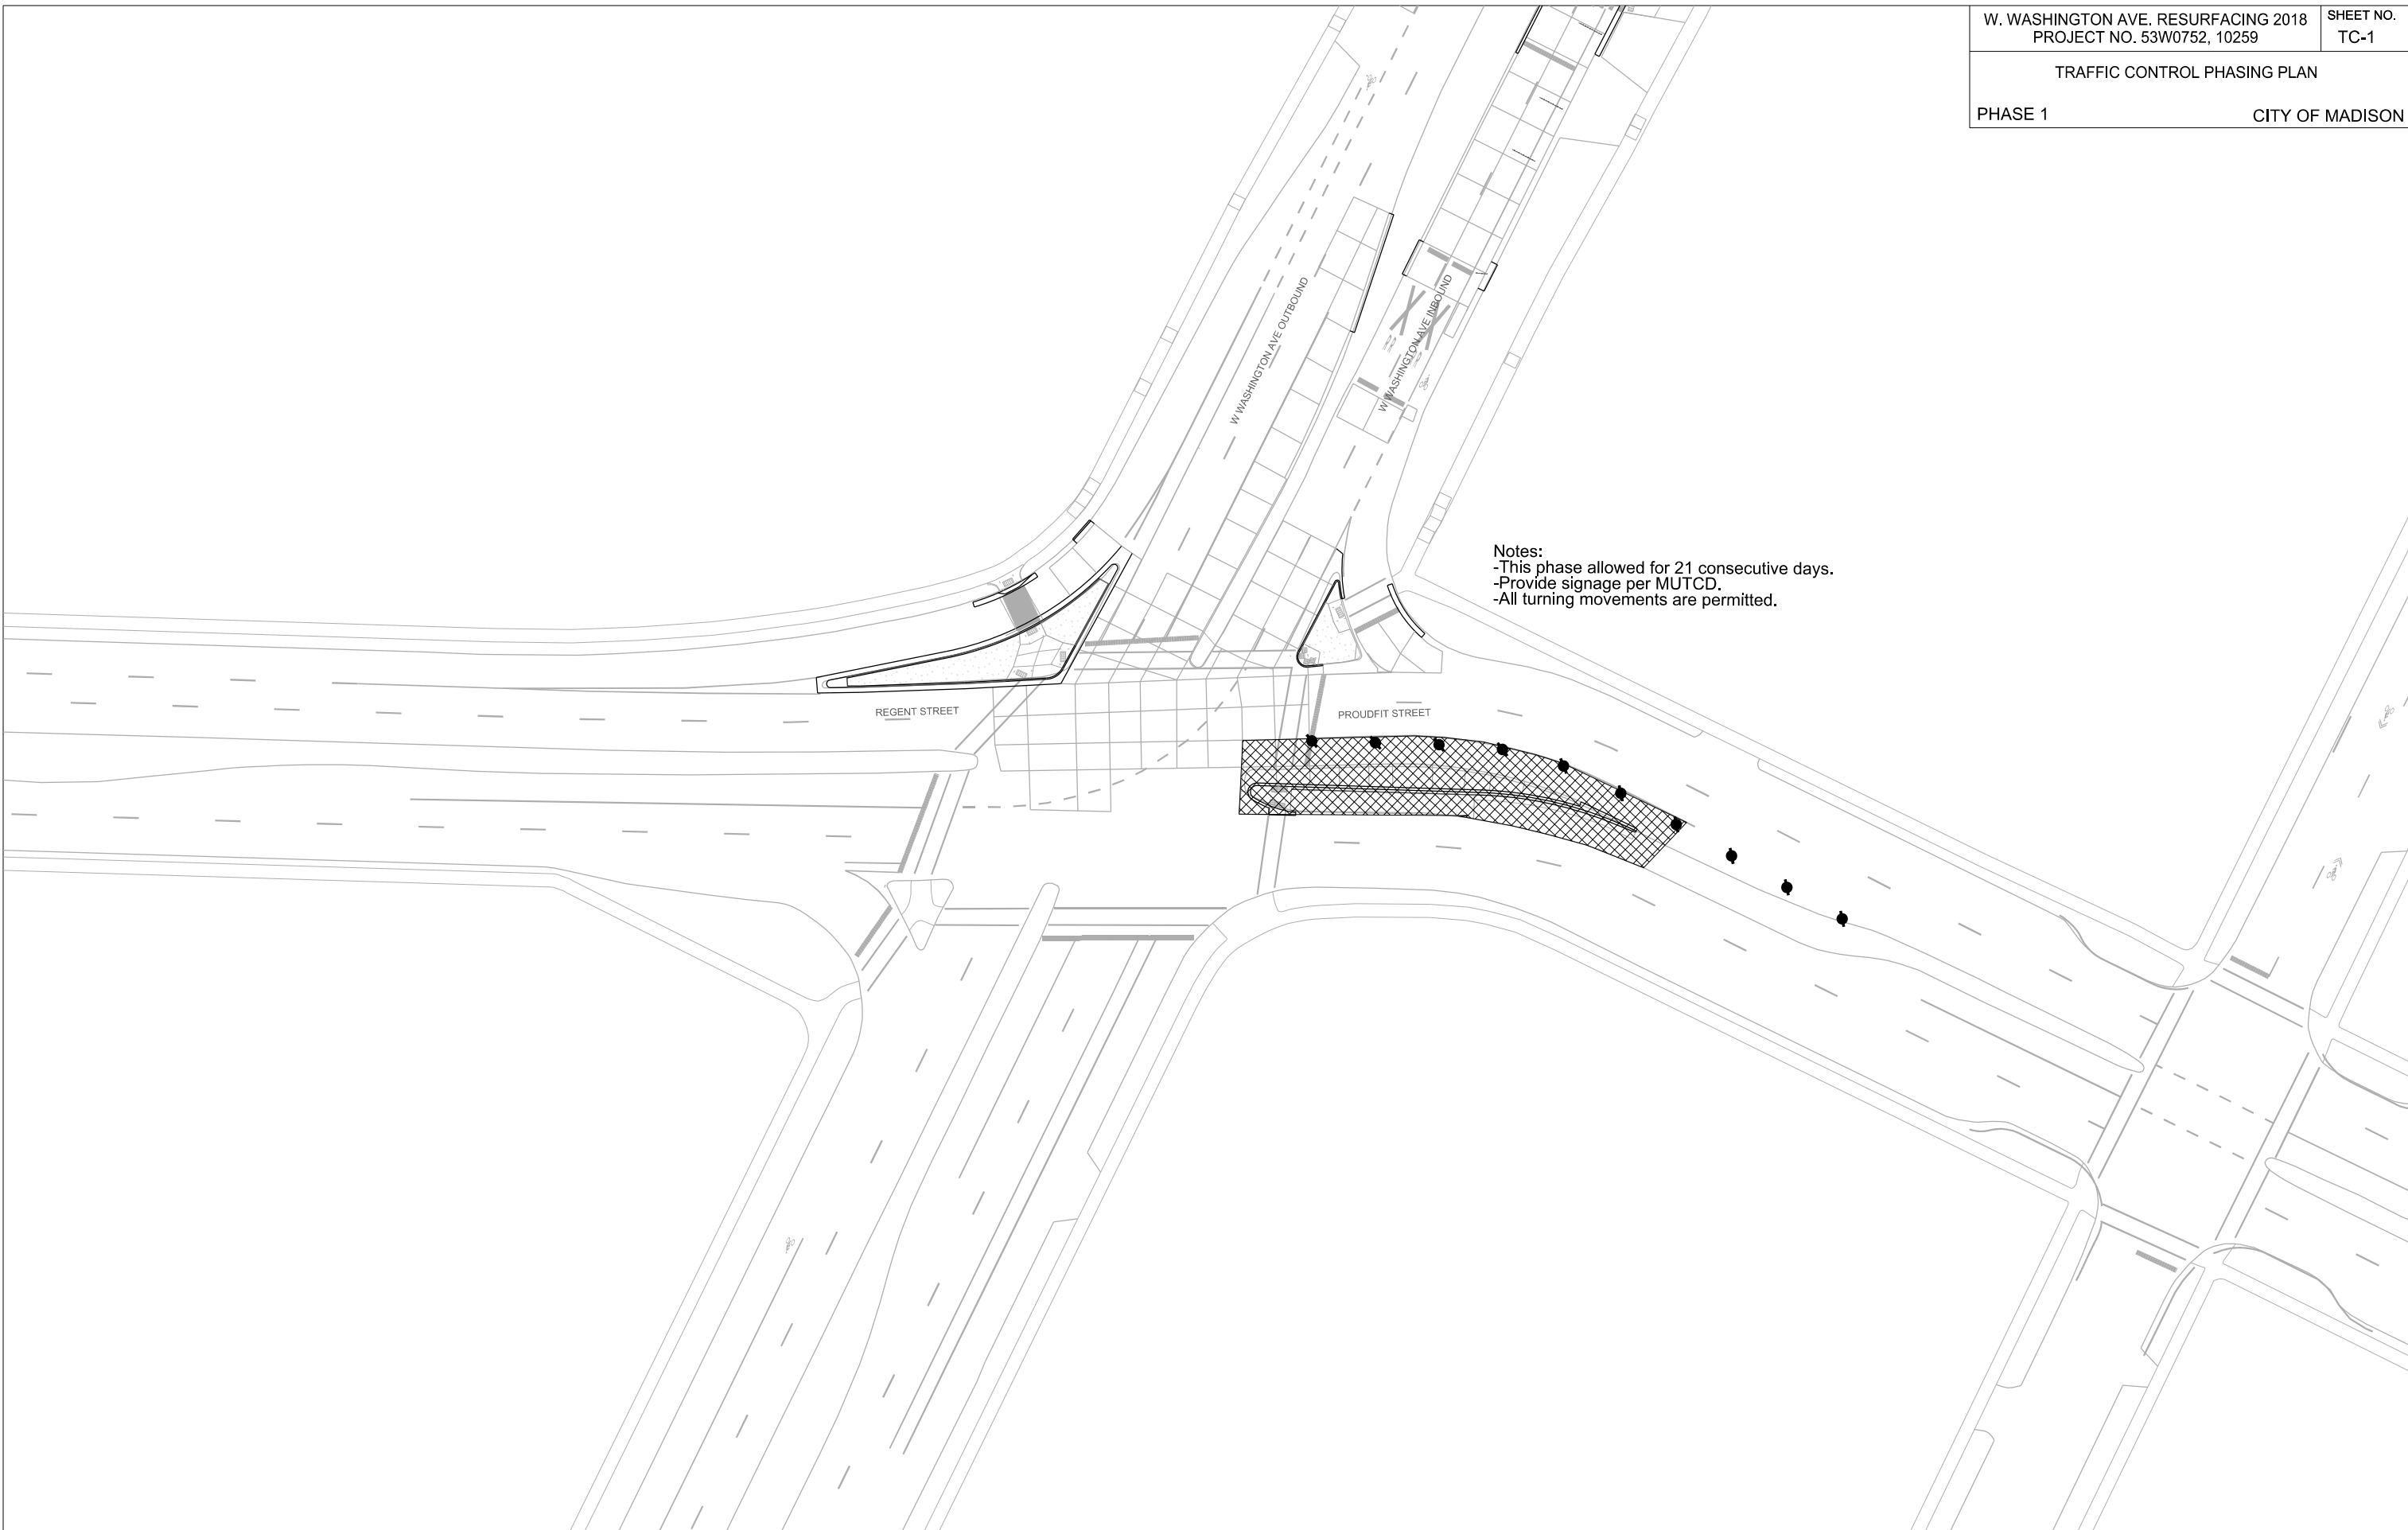 W. WASHINGTON AVE. RESURFACING 2018
PROJECT NO. 53W0752, 10259
SHEET NO.
TC-1
TRAFFIC CONTROL PHASING PLAN
PHASE 1
CITY OF MADISON
W WASHINGTON AVE OUTBOUND
W WASHINGTON AVE INBOUND
Notes:
-This phase allowed for 21 consecutive days.
-Provide signage per MUTCD.
-All turning movements are permitted.
REGENT STREET
PROUDFIT STREET